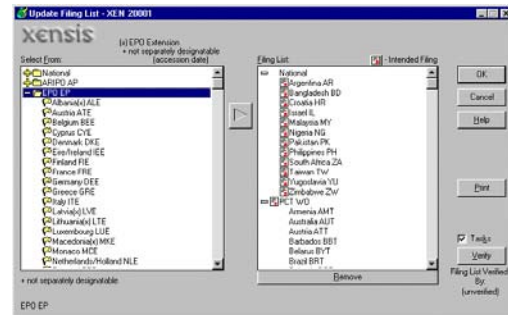 Update Filing List - XEN 20001
xensis
(x) EPO Extension
+ not separately designatable
(accession date)
Select From:
National
ARIPO AP
EPO EP
Albania(x) ALE
Austria ATE
Belgium BEE
Cyprus CYE
Denmark DKE
Eire/Ireland IEE
Finland FIE
France FRE
Germany DEE
Greece GRE
Italy ITE
Latvia(x) LVE
Lithuania(x) LTE
Luxembourg LUE
Macedonia(x) MKE
Monaco MCE
Netherlands/Holland NLE
+ not separately designatable
EPO EP
Filing List:
- Intended Filing
National
Argentina AR
Bangladesh BD
Croatia HR
Israel IL
Malaysia MY
Nigeria NG
Pakistan PK
Philippines PH
South Africa ZA
Taiwan TW
Yugoslavia YU
Zimbabwe ZW
PCT WO
Armenia AMT
Australia AUT
Austria ATT
Barbados BBT
Belarus BYT
Brazil BRT
Remove
OK
Cancel
Help
Print
Tasks
Verify
Filing List Verified
By:
(unverified)